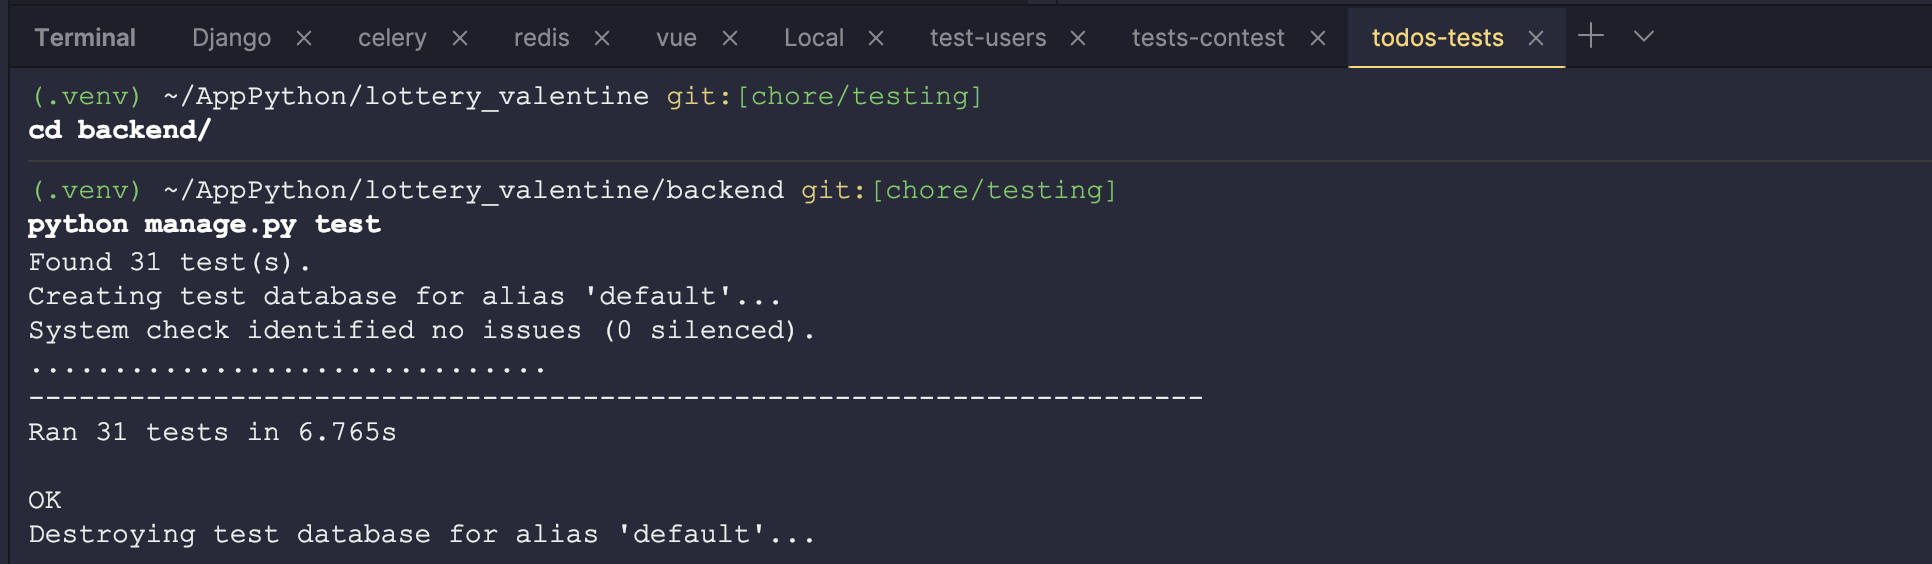 Terminal Django × celery × redis × vue × Local × test-users × tests-contest × todos-tests × +
(.venv) ~/AppPython/lottery_valentine git:[chore/testing]
cd backend/
(.venv) ~/AppPython/lottery_valentine/backend git:[chore/testing]
python manage.py test
Found 31 test(s).
Creating test database for alias 'default'...
System check identified no issues (0 silenced).
...............................
----------------------------------------------------------------------
Ran 31 tests in 6.765s
OK
Destroying test database for alias 'default'...